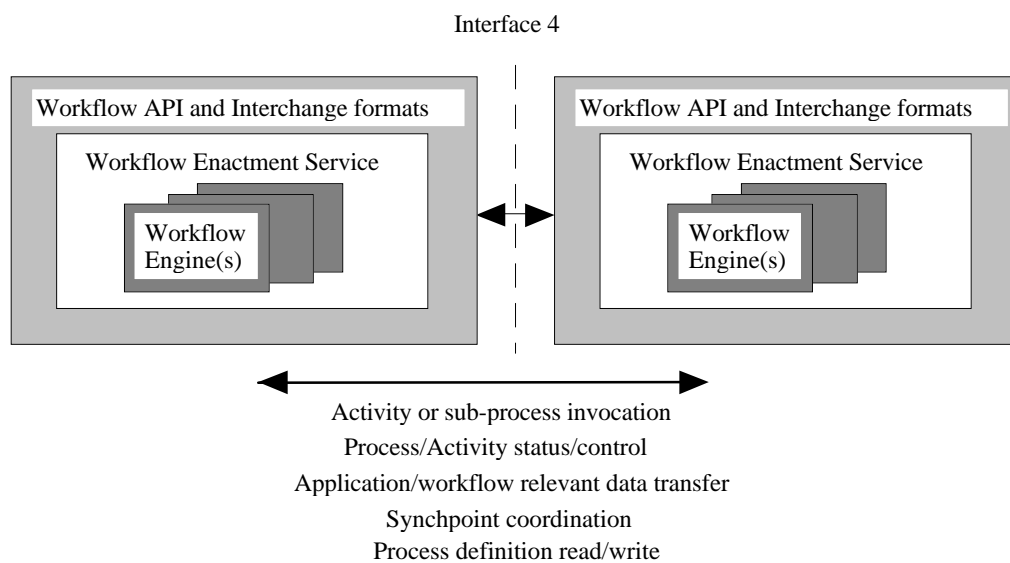 Interface 4
Workflow API and Interchange formats
Workflow Enactment Service
Workflow
Engine(s)
Workflow API and Interchange formats
Workflow Enactment Service
Workflow
Engine(s)
Activity or sub-process invocation
Process/Activity status/control
Application/workflow relevant data transfer
Synchpoint coordination
Process definition read/write